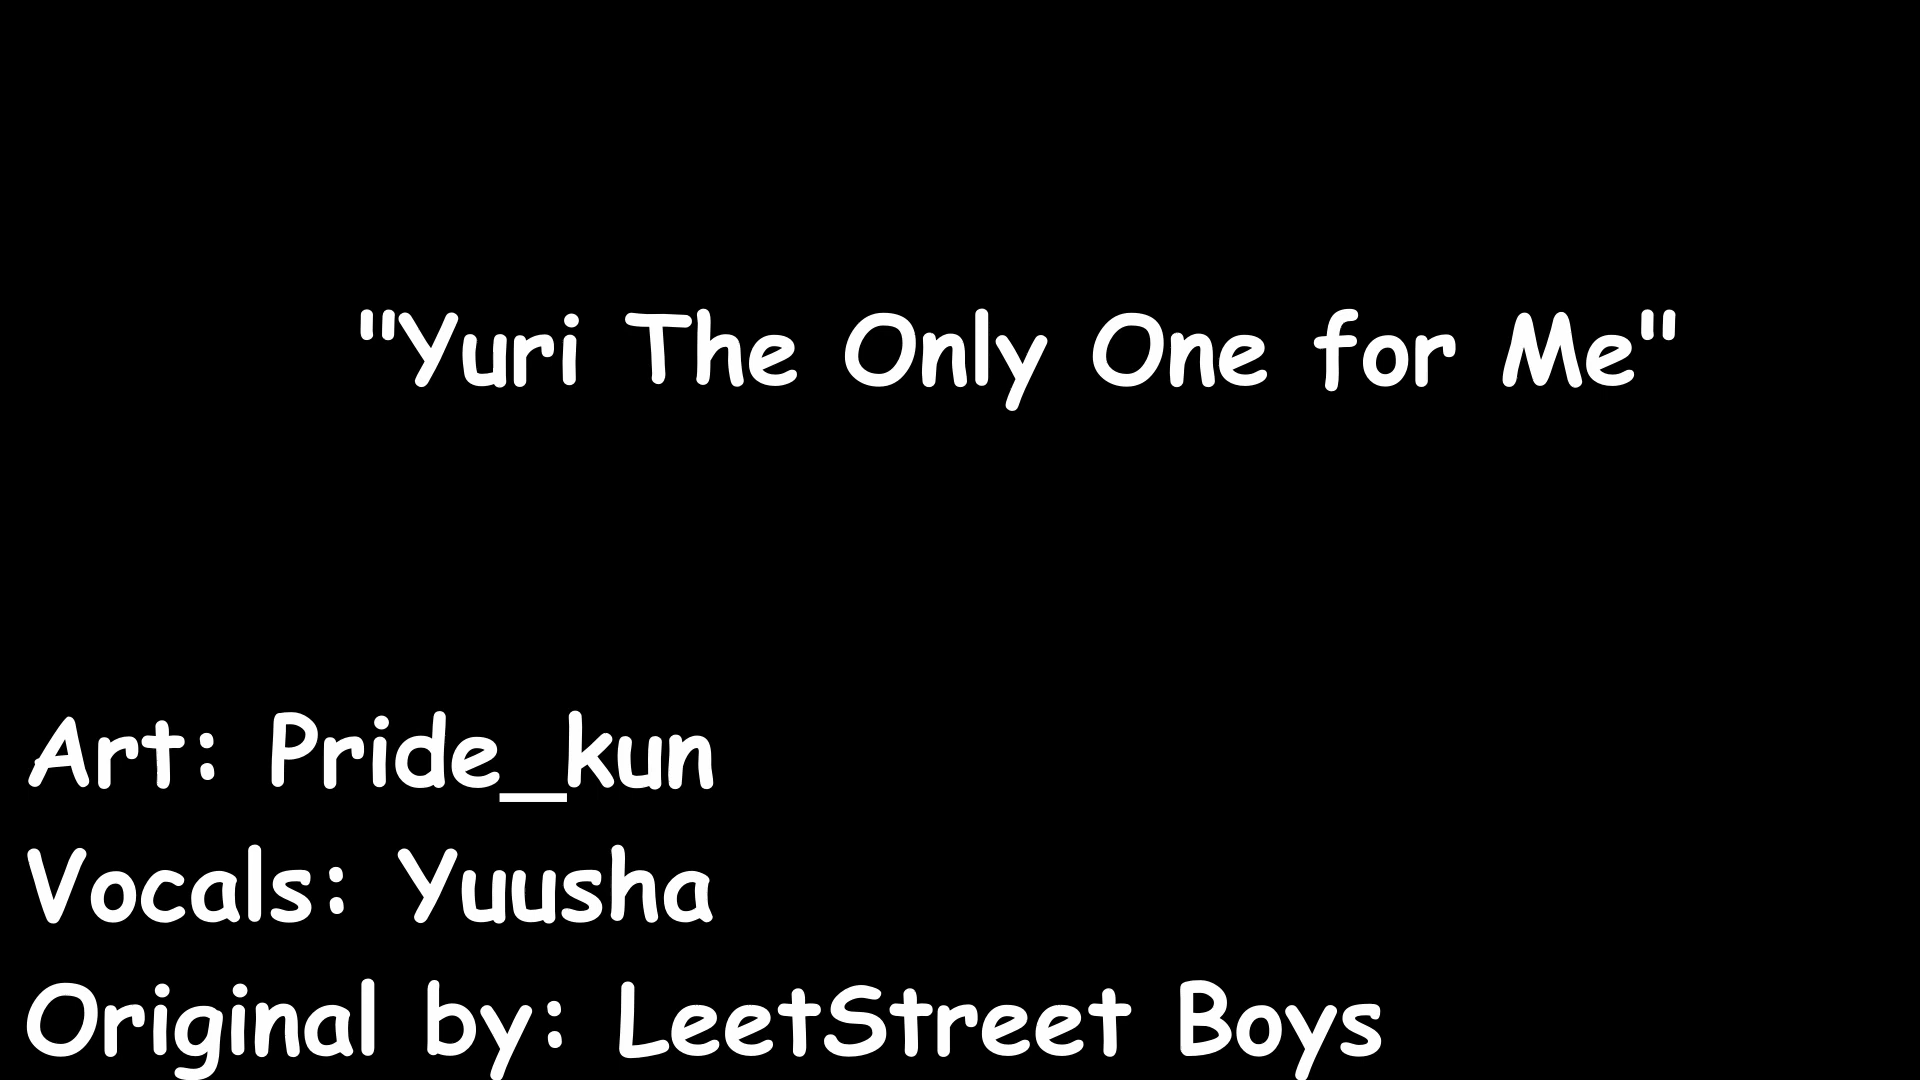 "Yuri The Only One for Me"
Art: Pride_kun
Vocals: Yuusha
Original by: LeetStreet Boys